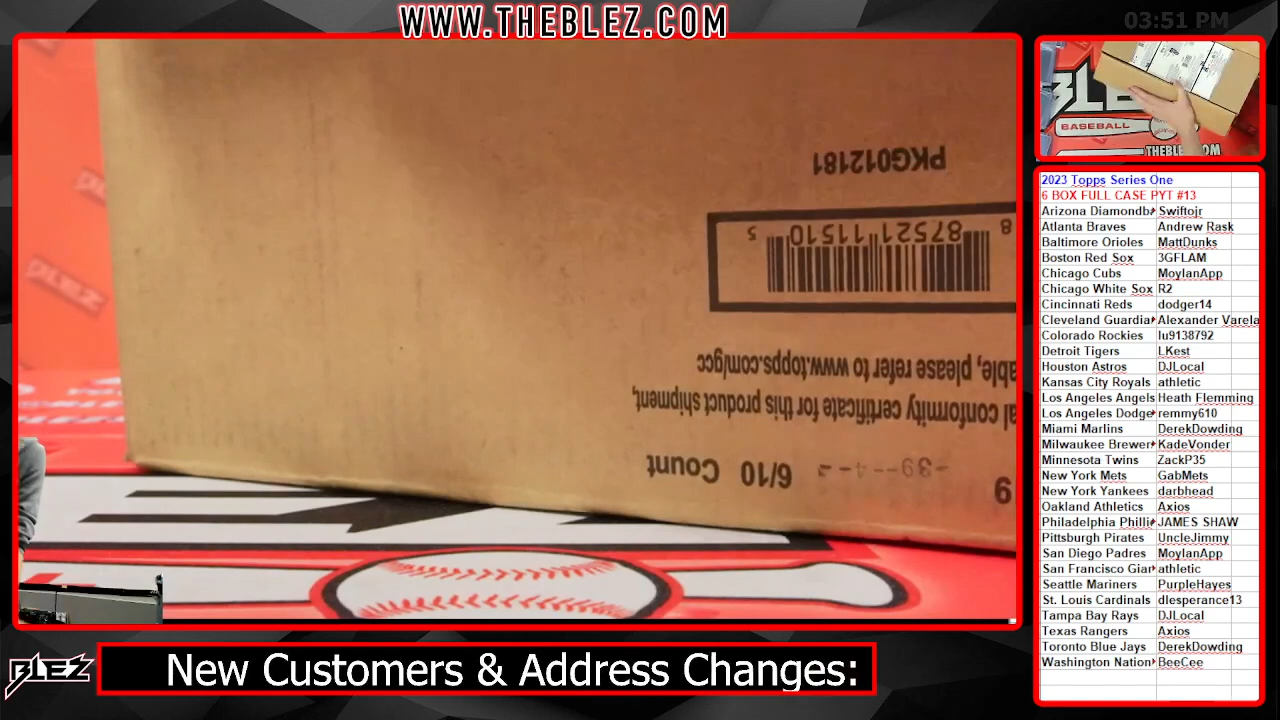 WWW.THEBLEZ.COM
03:51 PM
PKG012181
8 87521 11510 5
able, please refer to www.topps.com/gcc
al conformity certificate for this product shipment,
6/10 Count
9
BASEBALL
THEBLEZ.COM
2023 Topps Series One
6 BOX FULL CASE PYT #13
Arizona Diamondba Swiftojr
Atlanta Braves Andrew Rask
Baltimore Orioles MattDunks
Boston Red Sox 3GFLAM
Chicago Cubs MoylanApp
Chicago White Sox R2
Cincinnati Reds dodger14
Cleveland Guardia Alexander Varela
Colorado Rockies lu9138792
Detroit Tigers LKest
Houston Astros DJLocal
Kansas City Royals athletic
Los Angeles Angels Heath Flemming
Los Angeles Dodge remmy610
Miami Marlins DerekDowding
Milwaukee Brewer KadeVonder
Minnesota Twins ZackP35
New York Mets GabMets
New York Yankees darbhead
Oakland Athletics Axios
Philadelphia Philli JAMES SHAW
Pittsburgh Pirates UncleJimmy
San Diego Padres MoylanApp
San Francisco Gian athletic
Seattle Mariners PurpleHayes
St. Louis Cardinals dlesperance13
Tampa Bay Rays DJLocal
Texas Rangers Axios
Toronto Blue Jays DerekDowding
Washington Nation BeeCee
BLEZ
New Customers & Address Changes: